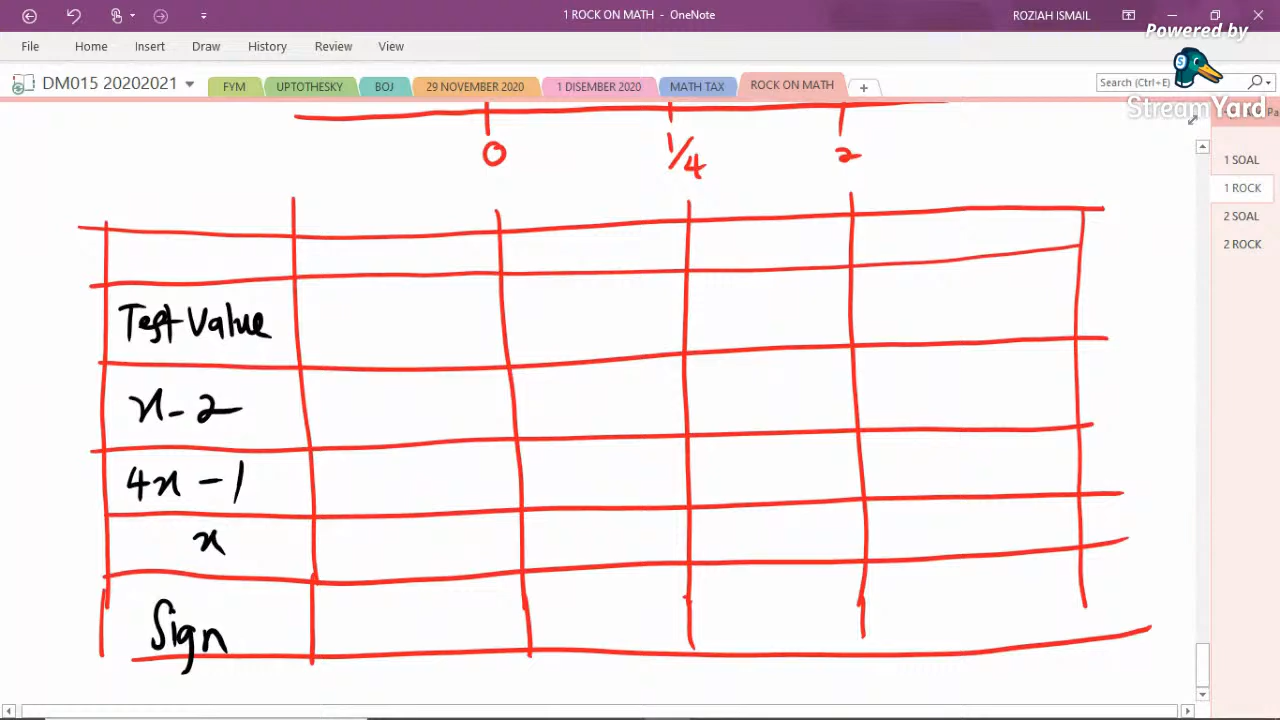 1 ROCK ON MATH - OneNote
ROZIAH ISMAIL
Powered by
File Home Insert Draw History Review View
DM015 20202021
FYM UPTOTHESKY BOJ 29 NOVEMBER 2020 1 DISEMBER 2020 MATH TAX ROCK ON MATH
Search (Ctrl+E)
StreamYard
Pa
1 SOAL
1 ROCK
2 SOAL
2 ROCK
0 1/4 2
Test Value
x - 2
4x - 1
x
Sign